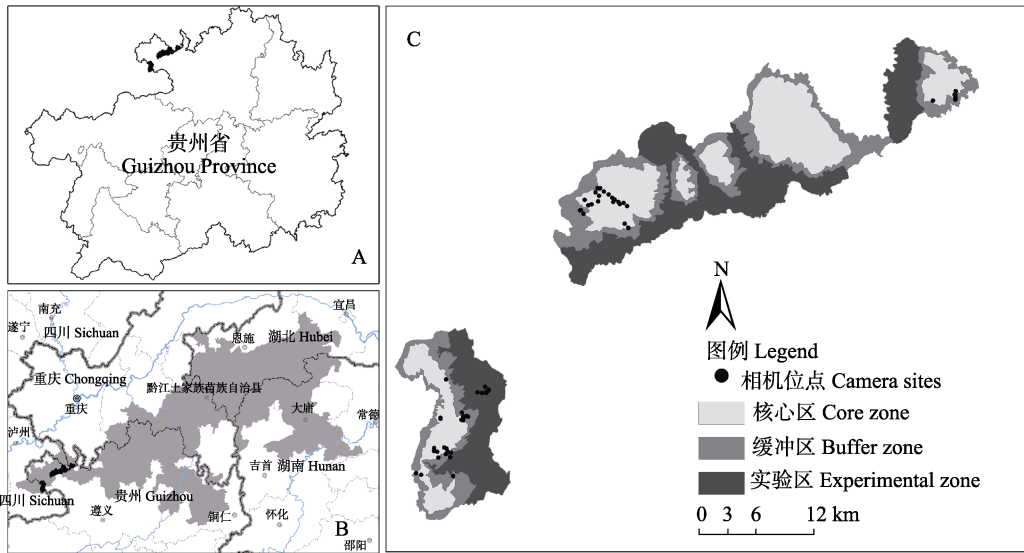 贵州省
Guizhou Province
A
南充
宜昌
遂宁
四川 Sichuan
恩施
湖北 Hubei
重庆 Chongqing
黔江土家族苗族自治县
重庆
大庸
常德
泸州
吉首
湖南 Hunan
四川 Sichuan
贵州 Guizhou
遵义
铜仁
怀化
B
邵阳
C
N
图例 Legend
相机位点 Camera sites
核心区 Core zone
缓冲区 Buffer zone
实验区 Experimental zone
0 3 6 12 km